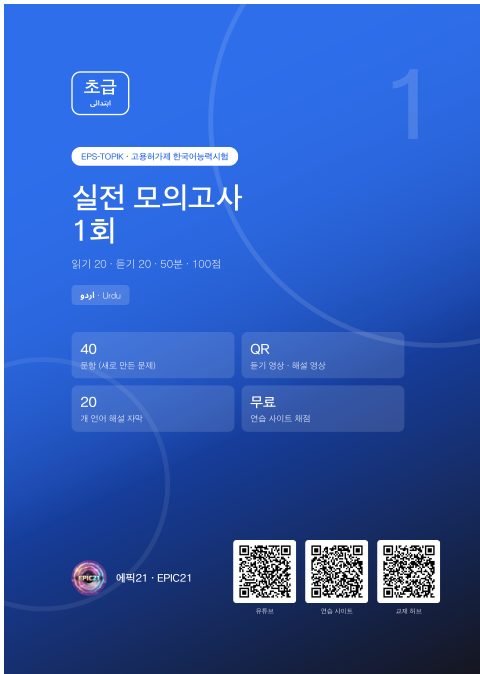 초급
ابتدائی
1
EPS-TOPIK · 고용허가제 한국어능력시험
실전 모의고사
1회
읽기 20 · 듣기 20 · 50분 · 100점
اردو · Urdu
40
문항 (새로 만든 문제)
QR
듣기 영상 · 해설 영상
20
개 언어 해설 자막
무료
연습 사이트 채점
EPIC21
에픽21 · EPIC21
유튜브
연습 사이트
교재 허브